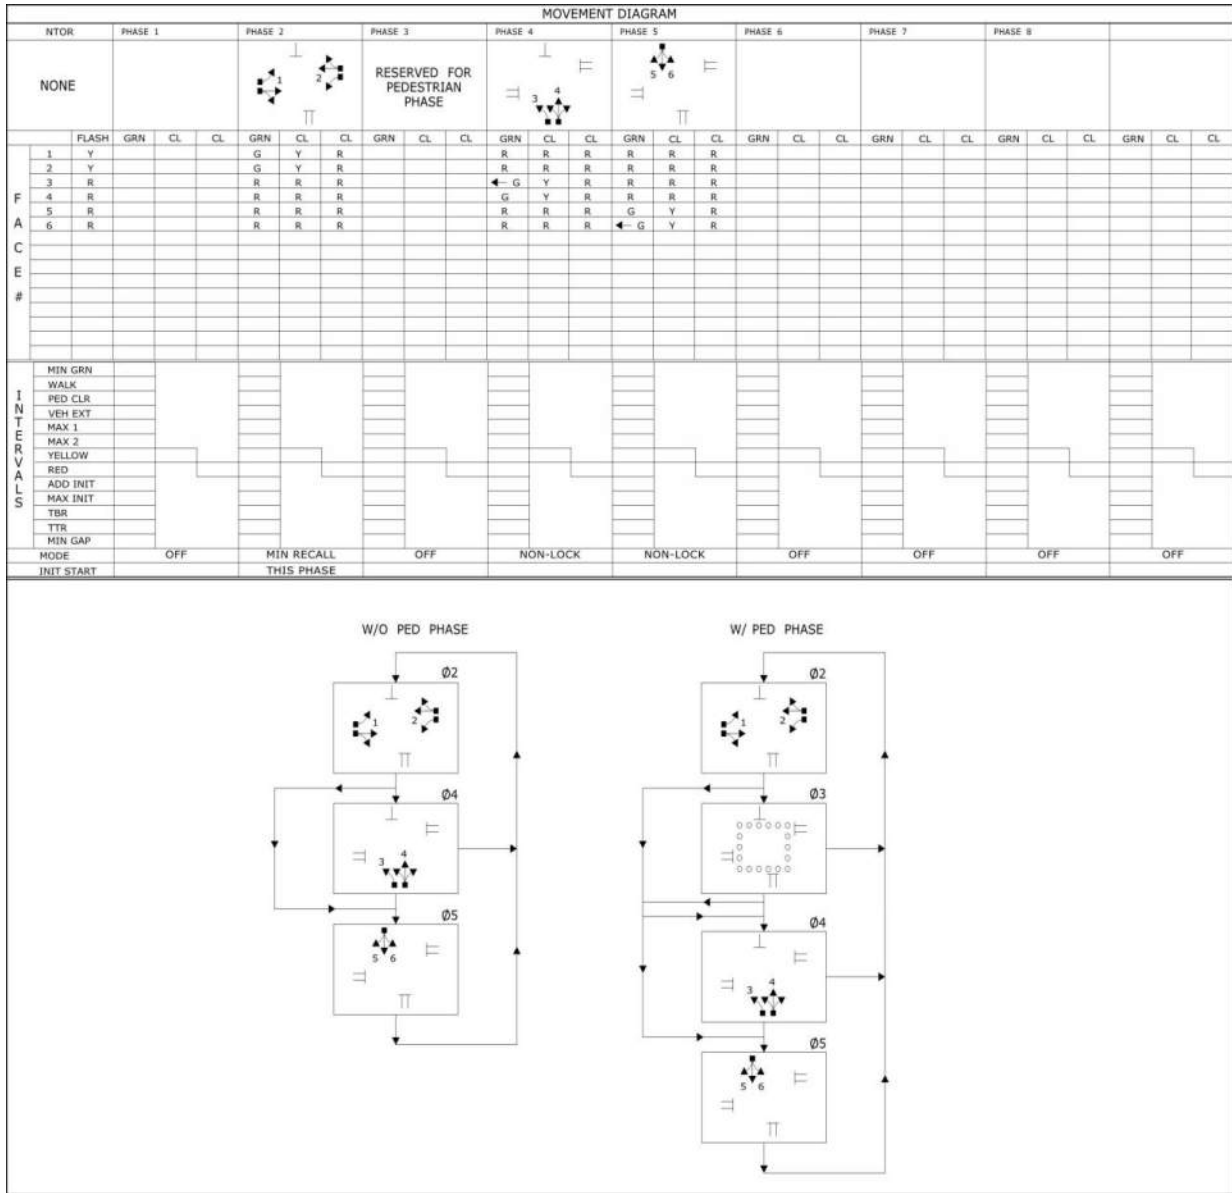 MOVEMENT DIAGRAM
NTOR PHASE 1 PHASE 2 PHASE 3 PHASE 4 PHASE 5 PHASE 6 PHASE 7 PHASE 8
NONE 1 2 RESERVED FOR PEDESTRIAN PHASE 3 4 5 6
FLASH GRN CL CL GRN CL CL GRN CL CL GRN CL CL GRN CL CL GRN CL CL GRN CL CL GRN CL CL GRN CL CL
FACE #
1 Y G Y R R R R R R R
2 Y G Y R R R R R R R
3 R R R R G Y R R R R
4 R R R R G Y R R R R
5 R R R R R R R G Y R
6 R R R R R R R G Y R
INTERVALS
MIN GRN
WALK
PED CLR
VEH EXT
MAX 1
MAX 2
YELLOW
RED
ADD INIT
MAX INIT
TBR
TTR
MIN GAP
MODE OFF MIN RECALL OFF NON-LOCK NON-LOCK OFF OFF OFF OFF
INIT START THIS PHASE
W/O PED PHASE
Ø2
1 2
Ø4
3 4
Ø5
5 6
W/ PED PHASE
Ø2
1 2
Ø3
Ø4
3 4
Ø5
5 6